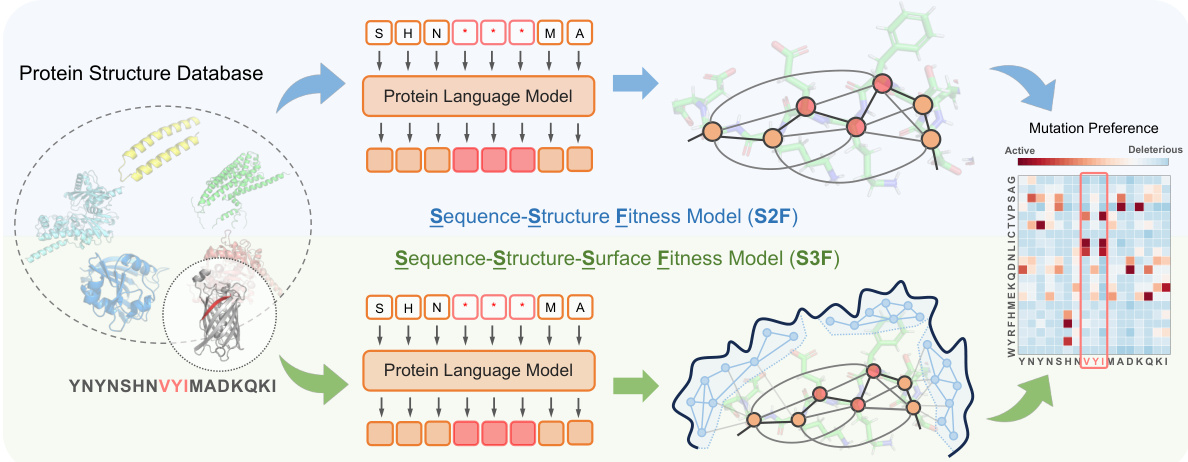 Protein Structure Database
YNYNSHNVYIMADKQKI
S H N * * * M A
Protein Language Model
Sequence-Structure Fitness Model (S2F)
Sequence-Structure-Surface Fitness Model (S3F)
S H N * * * M A
Protein Language Model
Mutation Preference
Active Deleterious
WYRFHMEKQDNLICTVPSAG
YNYNSHNVYIMADKQKI